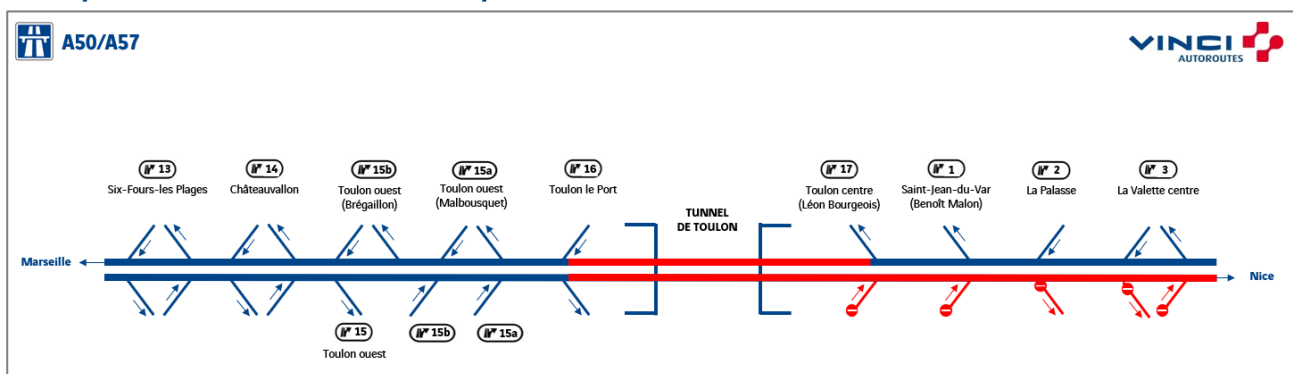 A50/A57
VINCI
AUTOROUTES
13
14
15b
15a
16
17
1
2
3
Six-Fours-les Plages
Châteauvallon
Toulon ouest
(Brégaillon)
Toulon ouest
(Malbousquet)
Toulon le Port
Toulon centre
(Léon Bourgeois)
Saint-Jean-du-Var
(Benoît Malon)
La Palasse
La Valette centre
TUNNEL
DE TOULON
Marseille
Nice
15
15b
15a
Toulon ouest